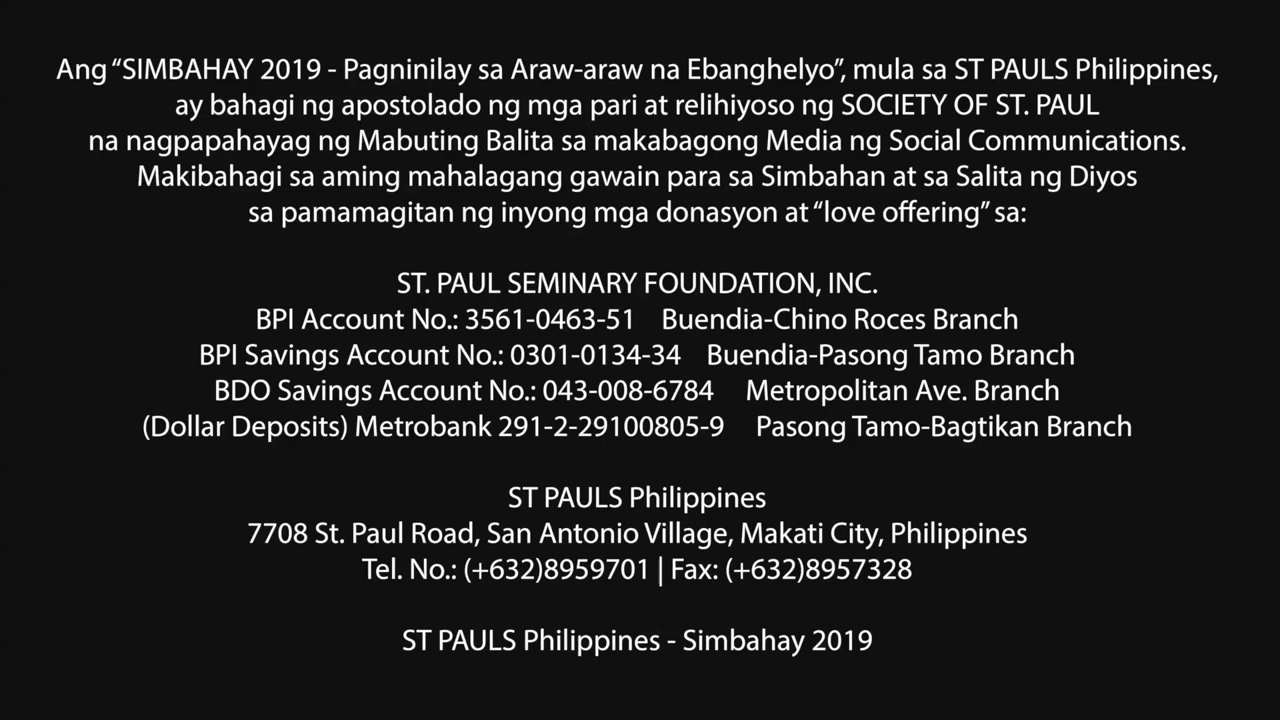 Ang “SIMBAHAY 2019 - Pagninilay sa Araw-araw na Ebanghelyo”, mula sa ST PAULS Philippines,
ay bahagi ng apostolado ng mga pari at relihiyoso ng SOCIETY OF ST. PAUL
na nagpapahayag ng Mabuting Balita sa makabagong Media ng Social Communications.
Makibahagi sa aming mahalagang gawain para sa Simbahan at sa Salita ng Diyos
sa pamamagitan ng inyong mga donasyon at “love offering” sa:
ST. PAUL SEMINARY FOUNDATION, INC.
BPI Account No.: 3561-0463-51 Buendia-Chino Roces Branch
BPI Savings Account No.: 0301-0134-34 Buendia-Pasong Tamo Branch
BDO Savings Account No.: 043-008-6784 Metropolitan Ave. Branch
(Dollar Deposits) Metrobank 291-2-29100805-9 Pasong Tamo-Bagtikan Branch
ST PAULS Philippines
7708 St. Paul Road, San Antonio Village, Makati City, Philippines
Tel. No.: (+632)8959701 | Fax: (+632)8957328
ST PAULS Philippines - Simbahay 2019